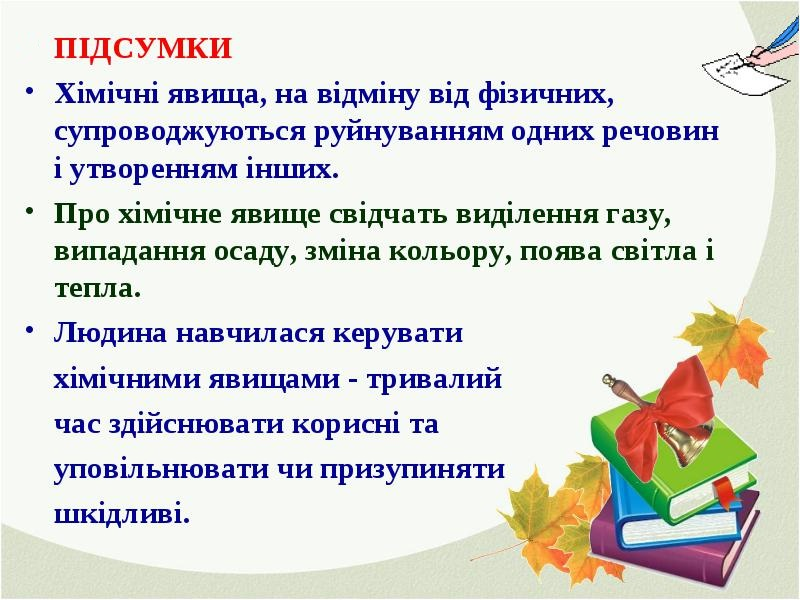 ПІДСУМКИ
• Хімічні явища, на відміну від фізичних,
супроводжуються руйнуванням одних речовин
і утворенням інших.
• Про хімічне явище свідчать виділення газу,
випадання осаду, зміна кольору, поява світла і
тепла.
• Людина навчилася керувати
хімічними явищами - тривалий
час здійснювати корисні та
уповільнювати чи призупиняти
шкідливі.